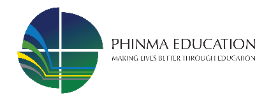 PHINMA EDUCATION
MAKING LIVES BETTER THROUGH EDUCATION